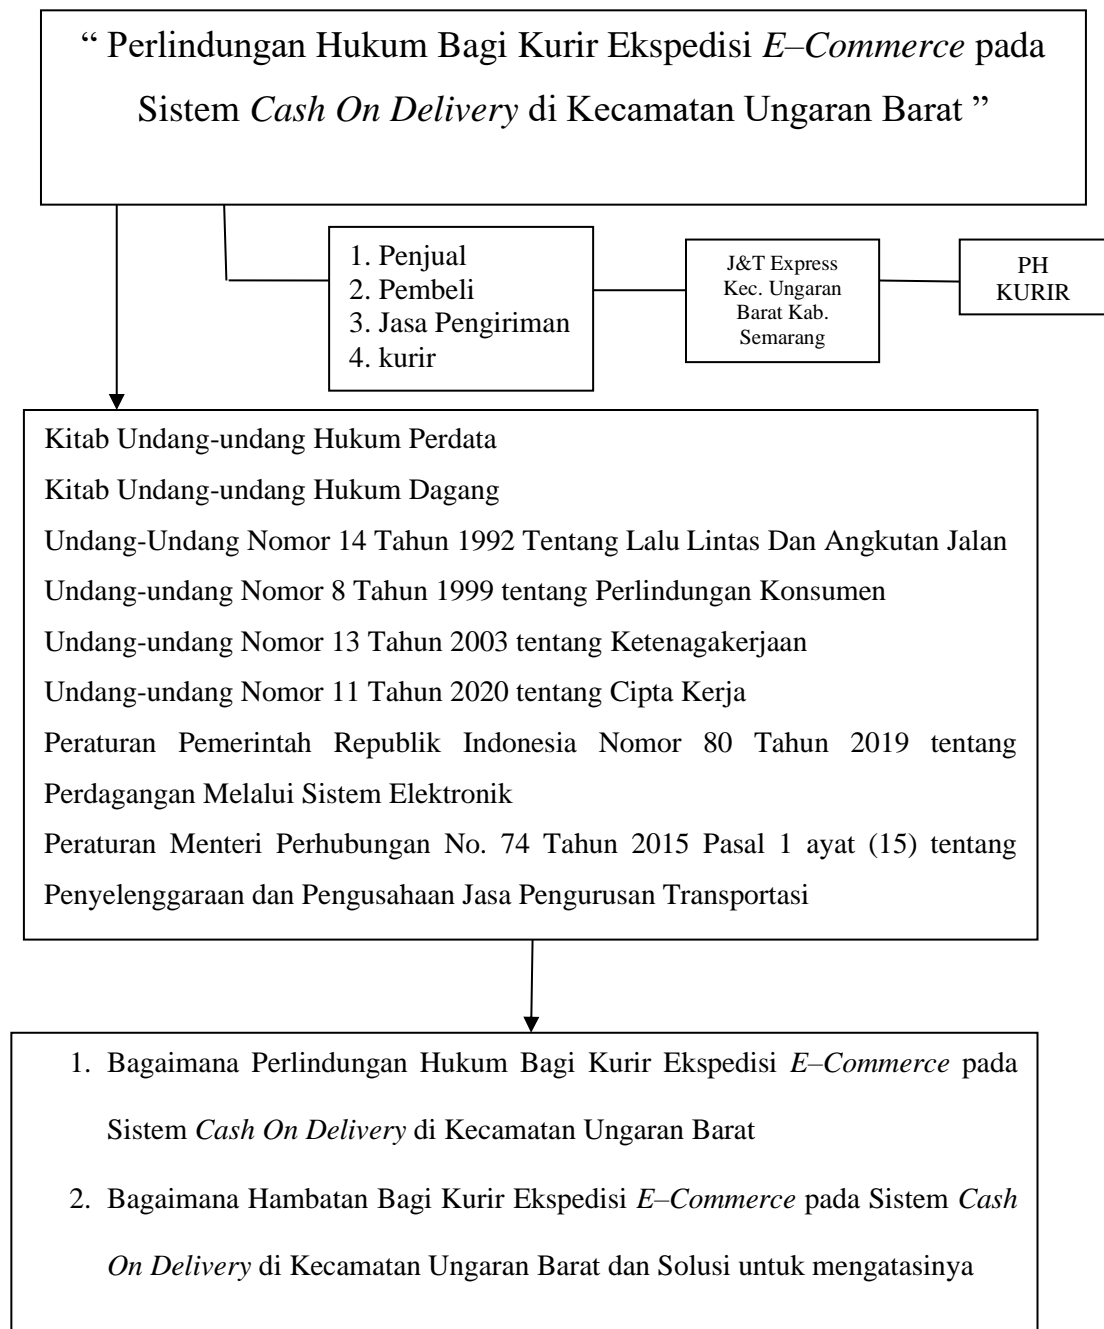 “ Perlindungan Hukum Bagi Kurir Ekspedisi E–Commerce pada
Sistem Cash On Delivery di Kecamatan Ungaran Barat ”
1. Penjual
2. Pembeli
3. Jasa Pengiriman
4. kurir
J&T Express
Kec. Ungaran
Barat Kab.
Semarang
PH
KURIR
Kitab Undang-undang Hukum Perdata
Kitab Undang-undang Hukum Dagang
Undang-Undang Nomor 14 Tahun 1992 Tentang Lalu Lintas Dan Angkutan Jalan
Undang-undang Nomor 8 Tahun 1999 tentang Perlindungan Konsumen
Undang-undang Nomor 13 Tahun 2003 tentang Ketenagakerjaan
Undang-undang Nomor 11 Tahun 2020 tentang Cipta Kerja
Peraturan Pemerintah Republik Indonesia Nomor 80 Tahun 2019 tentang
Perdagangan Melalui Sistem Elektronik
Peraturan Menteri Perhubungan No. 74 Tahun 2015 Pasal 1 ayat (15) tentang
Penyelenggaraan dan Pengusahaan Jasa Pengurusan Transportasi
1. Bagaimana Perlindungan Hukum Bagi Kurir Ekspedisi E–Commerce pada
Sistem Cash On Delivery di Kecamatan Ungaran Barat
2. Bagaimana Hambatan Bagi Kurir Ekspedisi E–Commerce pada Sistem Cash
On Delivery di Kecamatan Ungaran Barat dan Solusi untuk mengatasinya